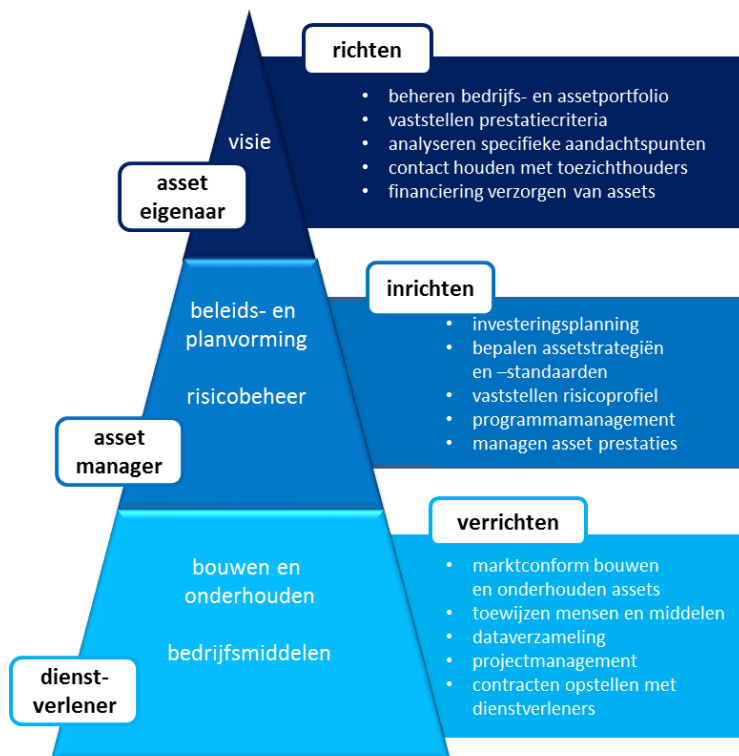 richten
• beheren bedrijfs- en assetportfolio
• vaststellen prestatiecriteria
• analyseren specifieke aandachtspunten
• contact houden met toezichthouders
• financiering verzorgen van assets
visie
asset
eigenaar
inrichten
• investeringsplanning
• bepalen assetstrategiën
en –standaarden
• vaststellen risicoprofiel
• programmamanagement
• managen asset prestaties
beleids- en
planvorming
risicobeheer
asset
manager
verrichten
• marktconform bouwen
en onderhouden assets
• toewijzen mensen en middelen
• dataverzameling
• projectmanagement
• contracten opstellen met
dienstverleners
bouwen en
onderhouden
bedrijfsmiddelen
dienst-
verlener